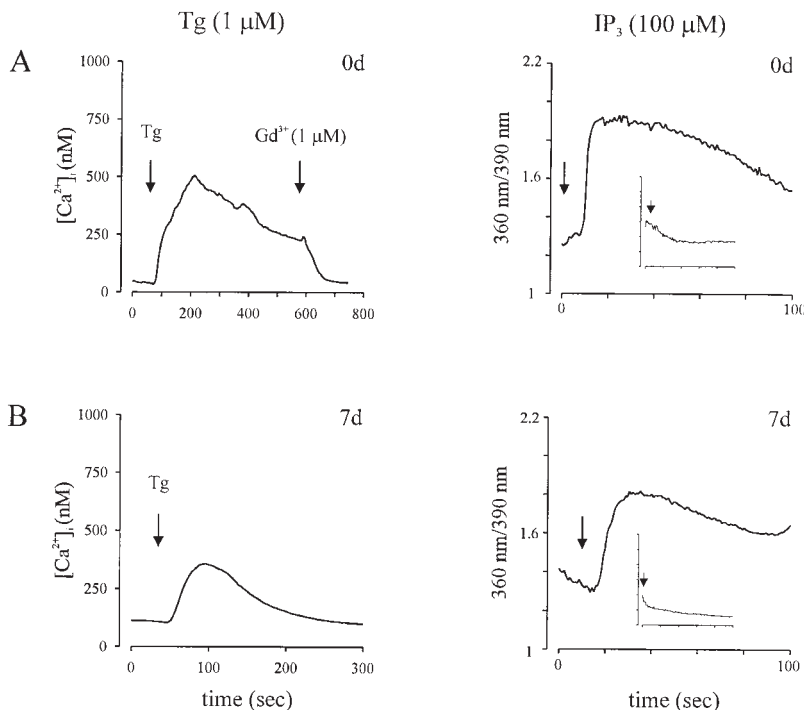 Tg (1 μM)
IP₃ (100 μM)
A
0d
1000
750
500
250
0
[Ca²⁺]ᵢ (nM)
Tg
Gd³⁺ (1 μM)
0 200 400 600 800
0d
2.2
1.6
1
360 nm/390 nm
0 100
B
7d
1000
750
500
250
0
[Ca²⁺]ᵢ (nM)
Tg
0 100 200 300
time (sec)
7d
2.2
1.6
1
360 nm/390 nm
0 100
time (sec)